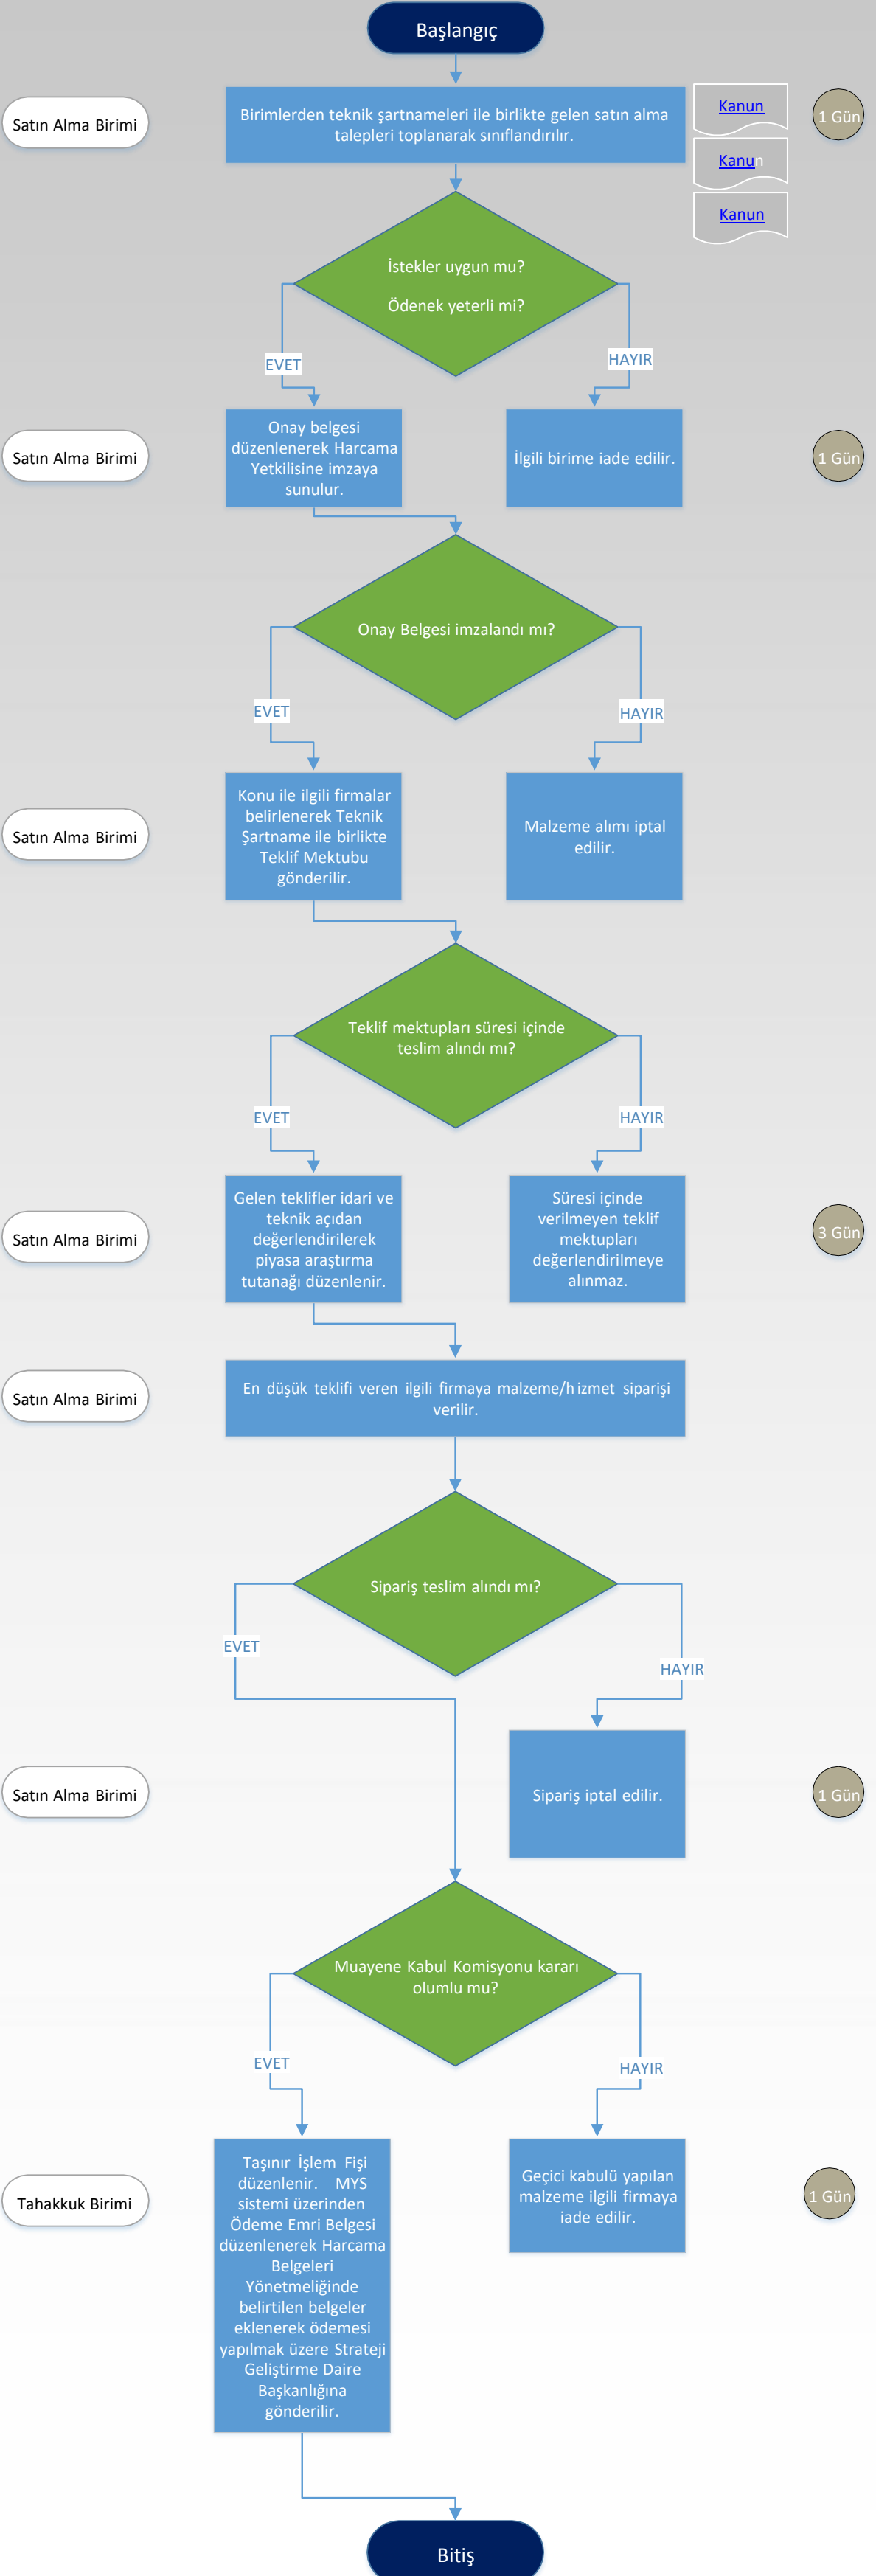 Başlangıç
Satın Alma Birimi
Birimlerden teknik şartnameleri ile birlikte gelen satın alma
talepleri toplanarak sınıflandırılır.
Kanun
Kanun
Kanun
1 Gün
İstekler uygun mu?
Ödenek yeterli mi?
EVET
HAYIR
Satın Alma Birimi
Onay belgesi
düzenlenerek Harcama
Yetkilisine imzaya
sunulur.
İlgili birime iade edilir.
1 Gün
Onay Belgesi imzalandı mı?
EVET
HAYIR
Satın Alma Birimi
Konu ile ilgili firmalar
belirlenerek Teknik
Şartname ile birlikte
Teklif Mektubu
gönderilir.
Malzeme alımı iptal
edilir.
Teklif mektupları süresi içinde
teslim alındı mı?
EVET
HAYIR
Satın Alma Birimi
Gelen teklifler idari ve
teknik açıdan
değerlendirilerek
piyasa araştırma
tutanağı düzenlenir.
Süresi içinde
verilmeyen teklif
mektupları
değerlendirilmeye
alınmaz.
3 Gün
Satın Alma Birimi
En düşük teklifi veren ilgili firmaya malzeme/hizmet siparişi
verilir.
Sipariş teslim alındı mı?
EVET
HAYIR
Satın Alma Birimi
Sipariş iptal edilir.
1 Gün
Muayene Kabul Komisyonu kararı
olumlu mu?
EVET
HAYIR
Tahakkuk Birimi
Taşınır İşlem Fişi
düzenlenir. MYS
sistemi üzerinden
Ödeme Emri Belgesi
düzenlenerek Harcama
Belgeleri
Yönetmeliğinde
belirtilen belgeler
eklenerek ödemesi
yapılmak üzere Strateji
Geliştirme Daire
Başkanlığına
gönderilir.
Geçici kabulü yapılan
malzeme ilgili firmaya
iade edilir.
1 Gün
Bitiş